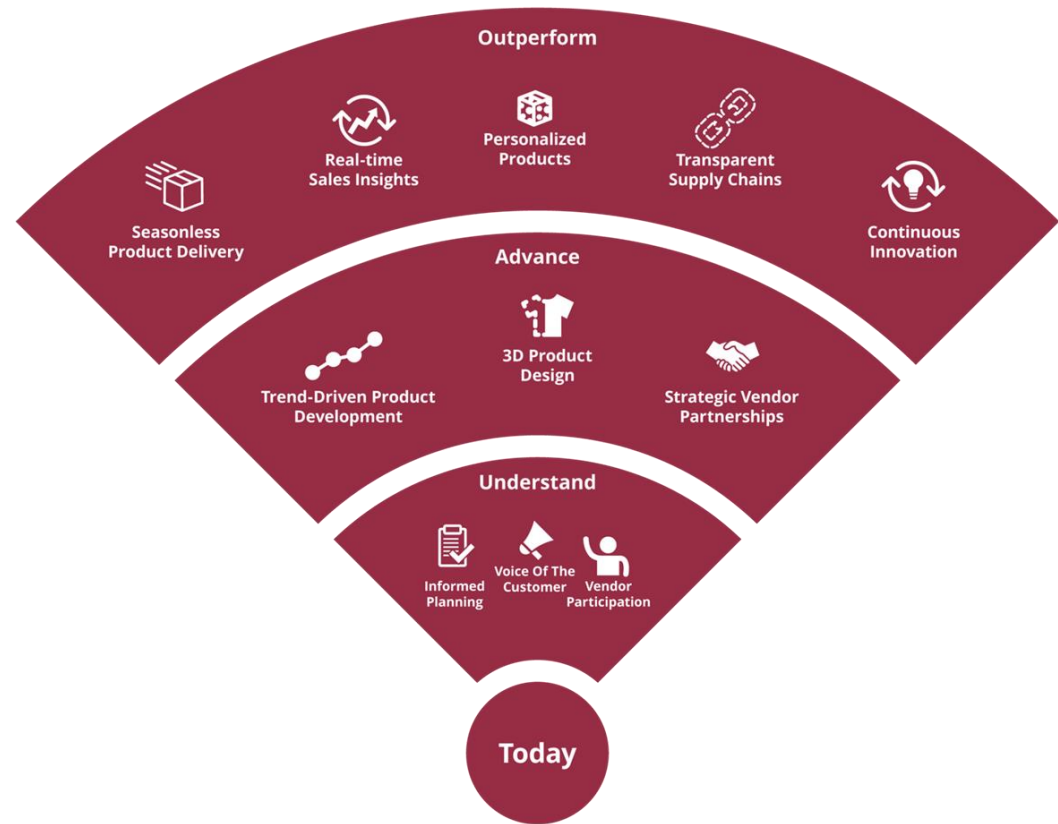 Outperform
Seasonless
Product Delivery
Real-time
Sales Insights
Personalized
Products
Transparent
Supply Chains
Continuous
Innovation
Advance
Trend-Driven Product
Development
3D Product
Design
Strategic Vendor
Partnerships
Understand
Informed
Planning
Voice Of The
Customer
Vendor
Participation
Today